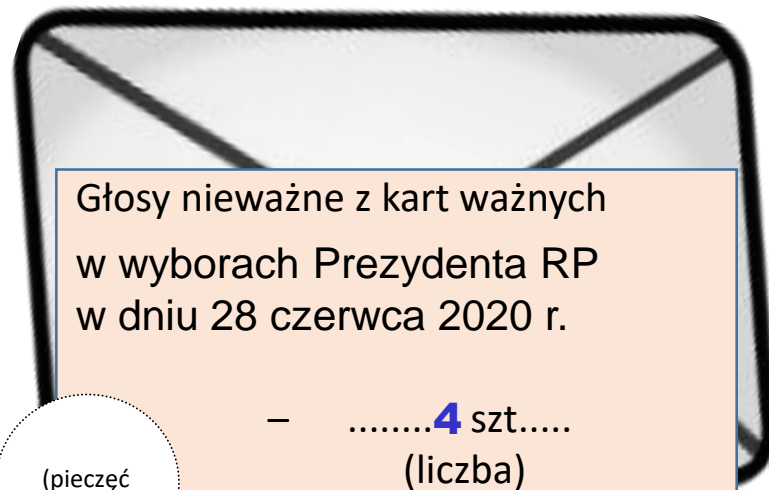 Głosy nieważne z kart ważnych
w wyborach Prezydenta RP
w dniu 28 czerwca 2020 r.
– ........4 szt.....
(liczba)
(pieczęć